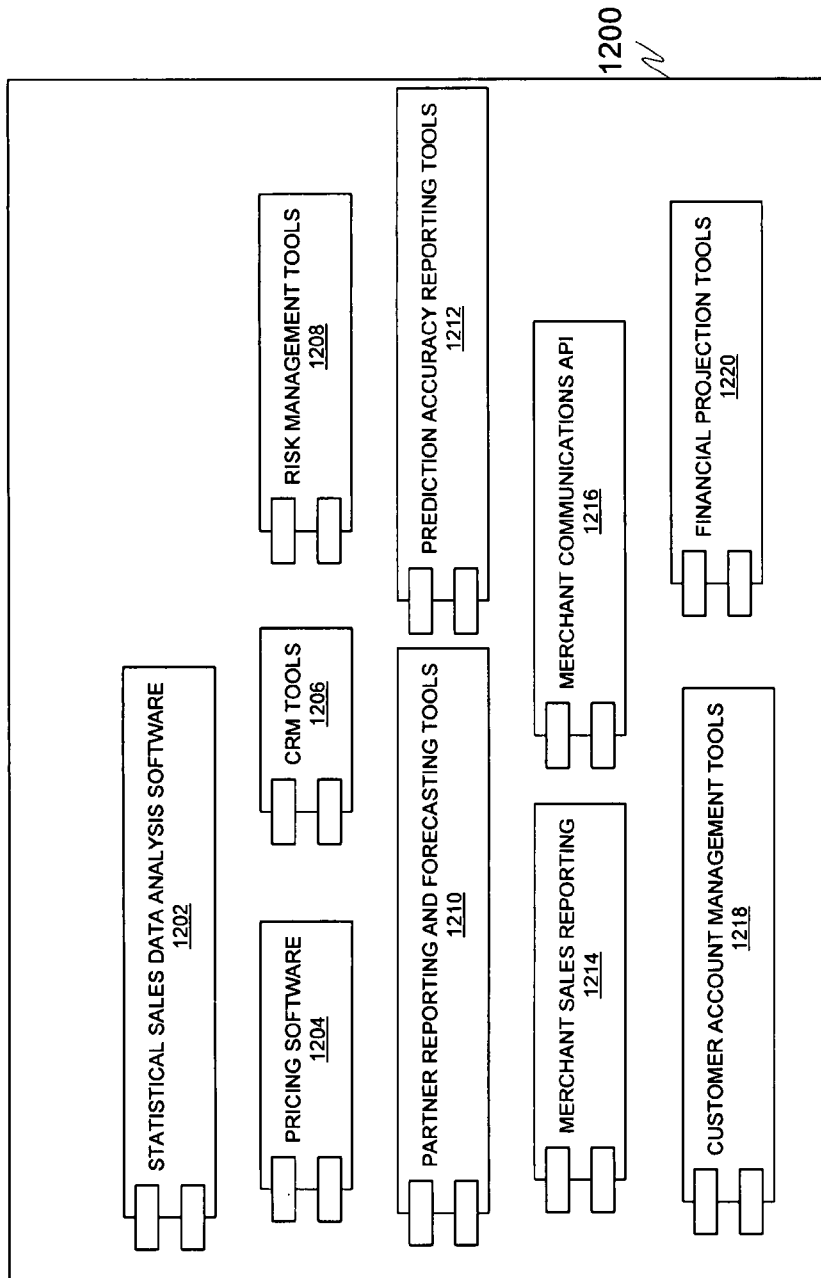 1200
STATISTICAL SALES DATA ANALYSIS SOFTWARE
1202
PRICING SOFTWARE
1204
CRM TOOLS
1206
RISK MANAGEMENT TOOLS
1208
PARTNER REPORTING AND FORECASTING TOOLS
1210
PREDICTION ACCURACY REPORTING TOOLS
1212
MERCHANT SALES REPORTING
1214
MERCHANT COMMUNICATIONS API
1216
CUSTOMER ACCOUNT MANAGEMENT TOOLS
1218
FINANCIAL PROJECTION TOOLS
1220